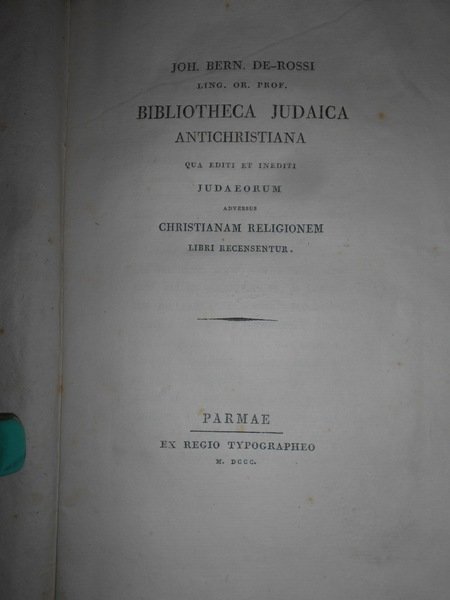 JOH. BERN. DE-ROSSI
LING. OR. PROF.
BIBLIOTHECA JUDAICA
ANTICHRISTIANA
QUA EDITI ET INEDITI
JUDAEORUM
ADVERSUS
CHRISTIANAM RELIGIONEM
LIBRI RECENSENTUR.
PARMAE
EX REGIO TYPOGRAPHEO
M. DCCC.